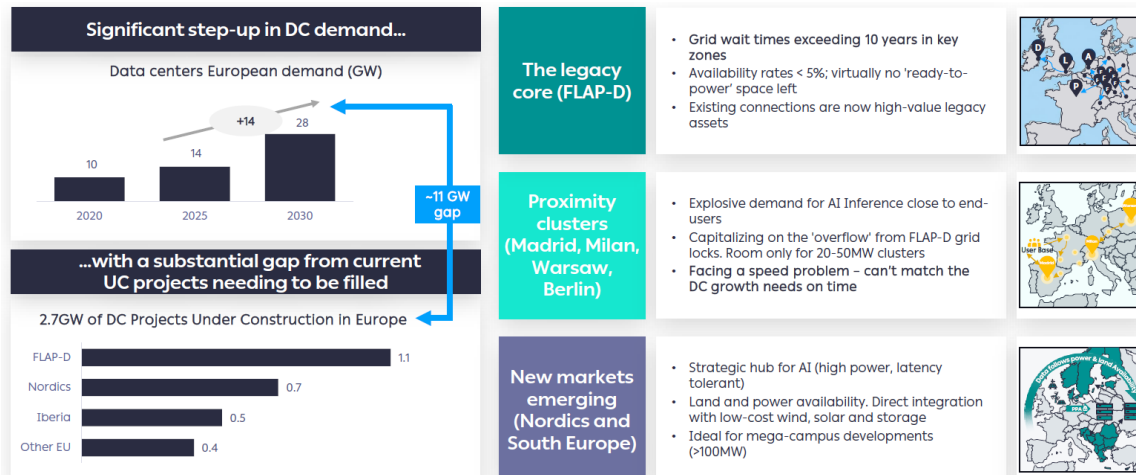 Significant step-up in DC demand...
Data centers European demand (GW)
+14
10
14
28
2020
2025
2030
~11 GW
gap
...with a substantial gap from current
UC projects needing to be filled
2.7GW of DC Projects Under Construction in Europe
FLAP-D
1.1
Nordics
0.7
Iberia
0.5
Other EU
0.4
The legacy
core (FLAP-D)
• Grid wait times exceeding 10 years in key
zones
• Availability rates < 5%; virtually no 'ready-to-
power' space left
• Existing connections are now high-value legacy
assets
D
L
A
P
Proximity
clusters
(Madrid, Milan,
Warsaw,
Berlin)
• Explosive demand for AI Inference close to end-
users
• Capitalizing on the 'overflow' from FLAP-D grid
locks. Room only for 20-50MW clusters
• Facing a speed problem – can't match the
DC growth needs on time
User Base
New markets
emerging
(Nordics and
South Europe)
• Strategic hub for AI (high power, latency
tolerant)
• Land and power availability. Direct integration
with low-cost wind, solar and storage
• Ideal for mega-campus developments
(>100MW)
Data follows power & land Availability
PPA